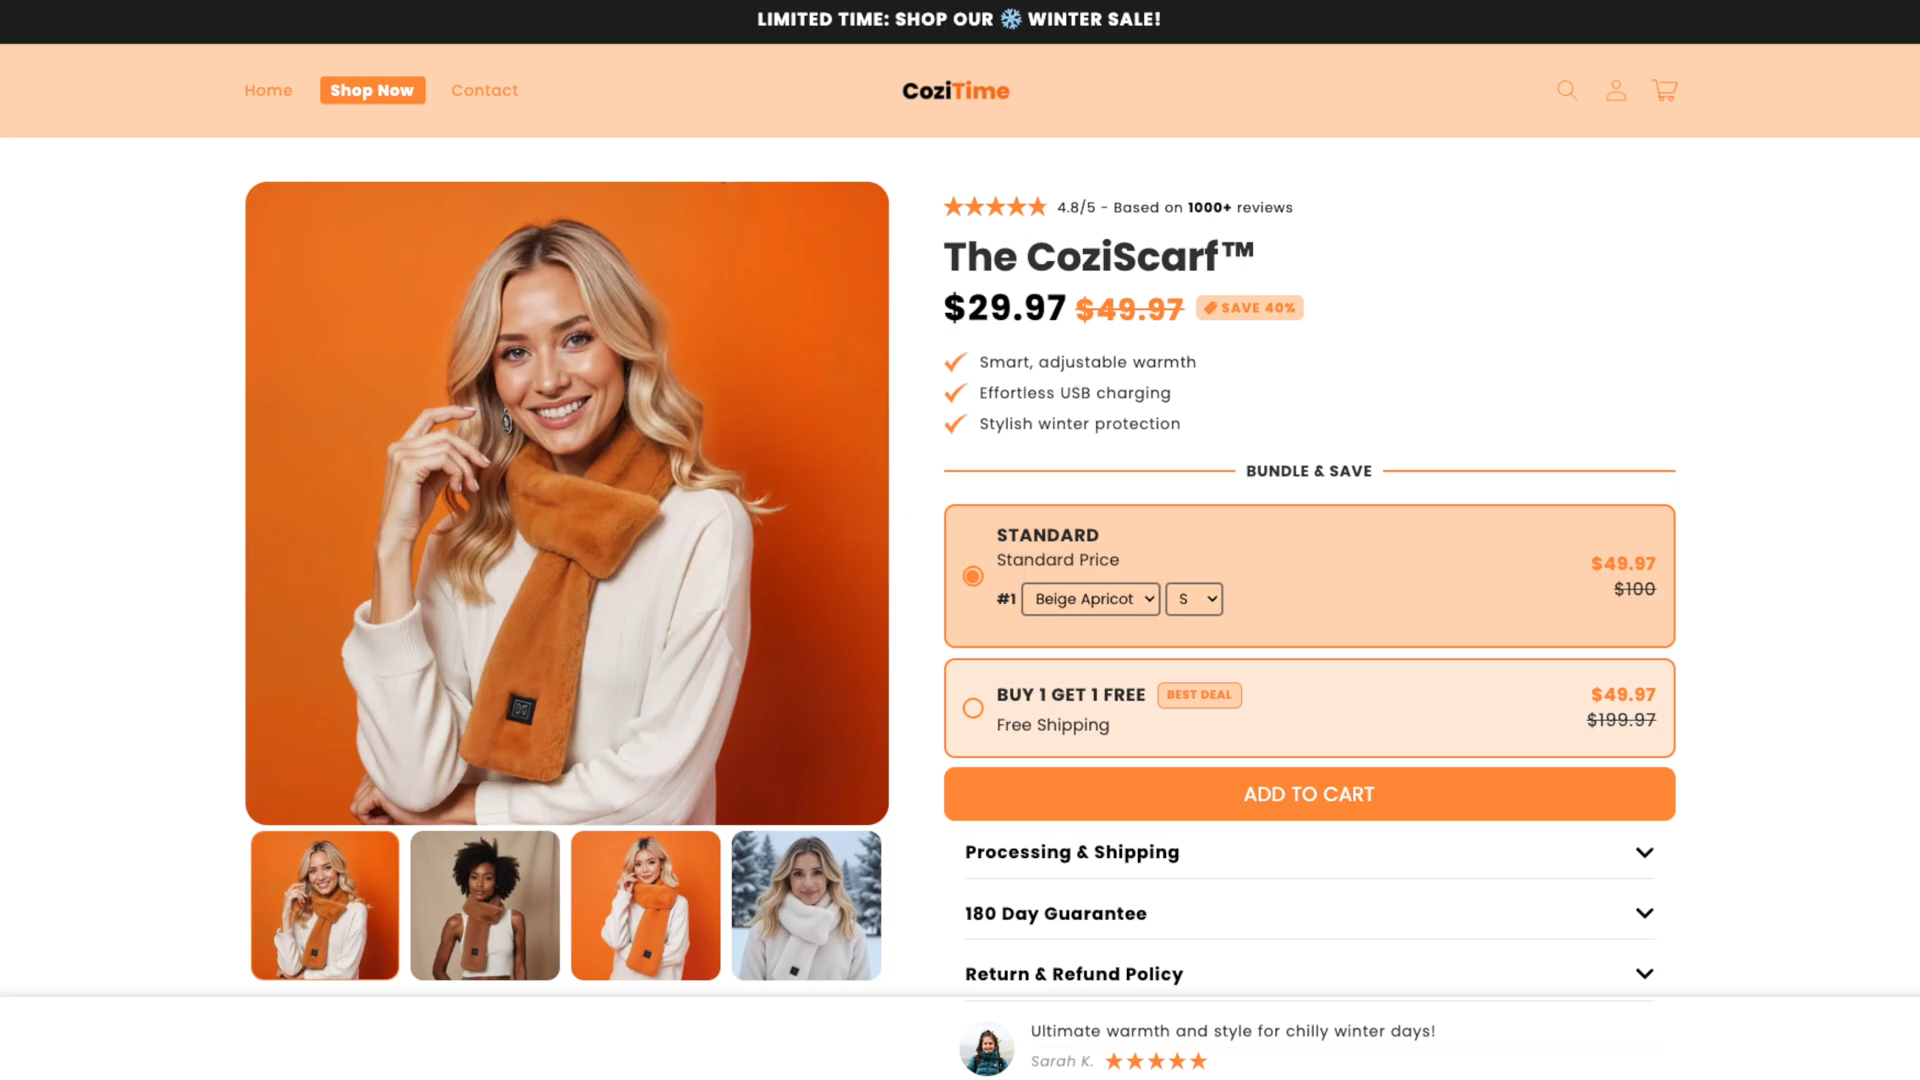 LIMITED TIME: SHOP OUR ❄️ WINTER SALE!
Home Shop Now Contact
CoziTime
4.8/5 - Based on 1000+ reviews
The CoziScarf™
$29.97 $49.97 SAVE 40%
Smart, adjustable warmth
Effortless USB charging
Stylish winter protection
BUNDLE & SAVE
STANDARD
Standard Price
$49.97
$100
#1 Beige Apricot S
BUY 1 GET 1 FREE BEST DEAL
Free Shipping
$49.97
$199.97
ADD TO CART
Processing & Shipping
180 Day Guarantee
Return & Refund Policy
Ultimate warmth and style for chilly winter days!
Sarah K.